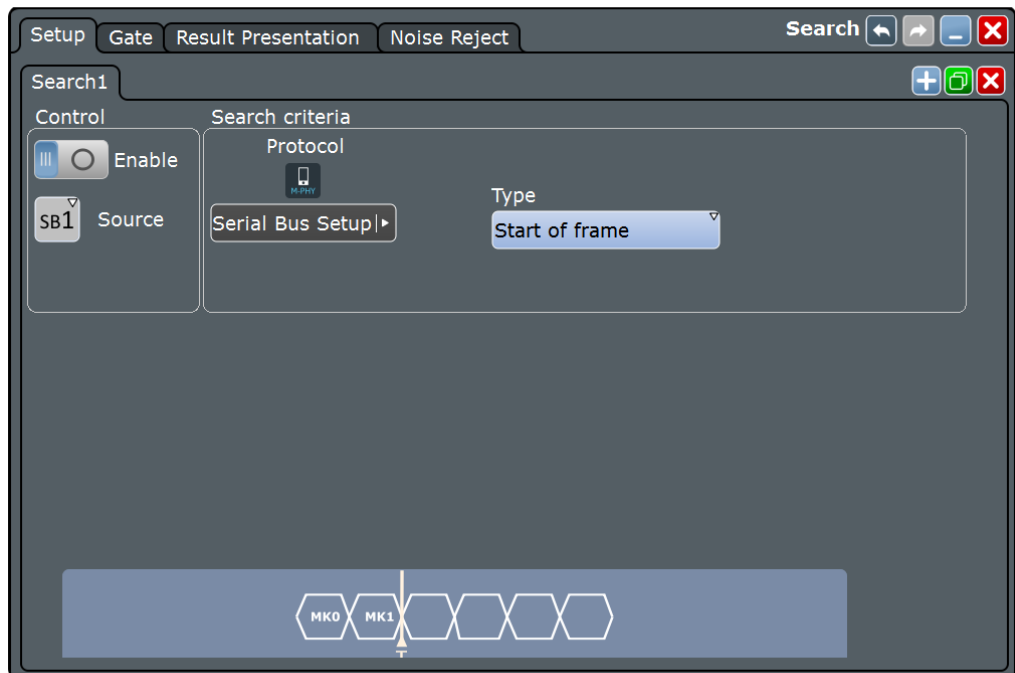 Setup Gate Result Presentation Noise Reject Search
Search1
Control Search criteria
Protocol
Enable
M-PHY
Type
SB1 Source Serial Bus Setup Start of frame
MK0 MK1
T